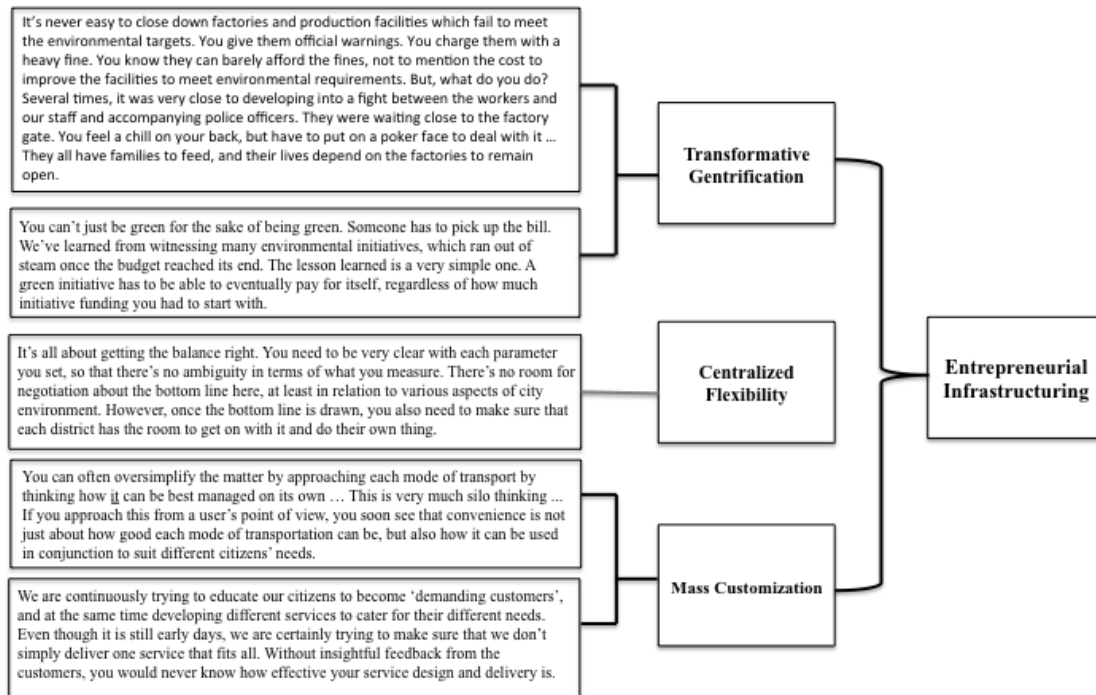 It's never easy to close down factories and production facilities which fail to meet
the environmental targets. You give them official warnings. You charge them with a
heavy fine. You know they can barely afford the fines, not to mention the cost to
improve the facilities to meet environmental requirements. But, what do you do?
Several times, it was very close to developing into a fight between the workers and
our staff and accompanying police officers. They were waiting close to the factory
gate. You feel a chill on your back, but have to put on a poker face to deal with it ...
They all have families to feed, and their lives depend on the factories to remain
open.
You can't just be green for the sake of being green. Someone has to pick up the bill.
We've learned from witnessing many environmental initiatives, which ran out of
steam once the budget reached its end. The lesson learned is a very simple one. A
green initiative has to be able to eventually pay for itself, regardless of how much
initiative funding you had to start with.
Transformative
Gentrification
It's all about getting the balance right. You need to be very clear with each parameter
you set, so that there's no ambiguity in terms of what you measure. There's no room for
negotiation about the bottom line here, at least in relation to various aspects of city
environment. However, once the bottom line is drawn, you also need to make sure that
each district has the room to get on with it and do their own thing.
Centralized
Flexibility
You can often oversimplify the matter by approaching each mode of transport by
thinking how it can be best managed on its own … This is very much silo thinking ...
If you approach this from a user's point of view, you soon see that convenience is not
just about how good each mode of transportation can be, but also how it can be used
in conjunction to suit different citizens' needs.
We are continuously trying to educate our citizens to become 'demanding customers',
and at the same time developing different services to cater for their different needs.
Even though it is still early days, we are certainly trying to make sure that we don't
simply deliver one service that fits all. Without insightful feedback from the
customers, you would never know how effective your service design and delivery is.
Mass Customization
Entrepreneurial
Infrastructuring